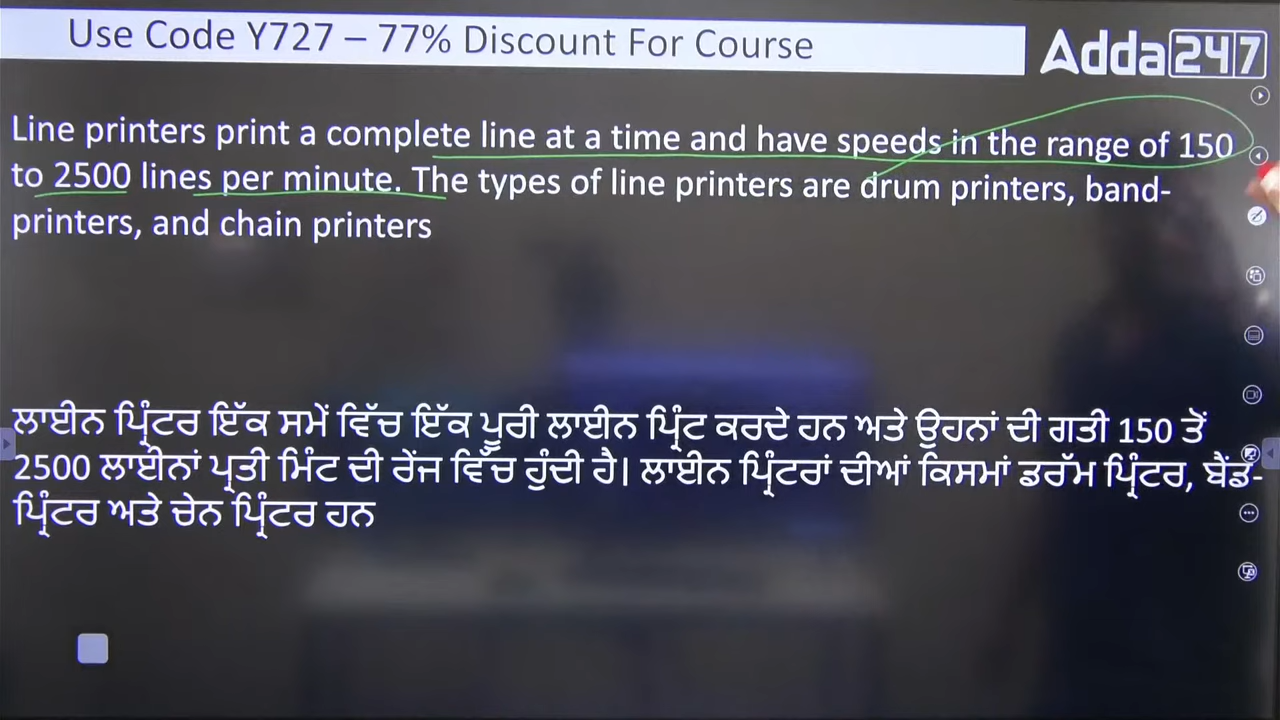 Use Code Y727 – 77% Discount For Course
Adda247
Line printers print a complete line at a time and have speeds in the range of 150
to 2500 lines per minute. The types of line printers are drum printers, band-
printers, and chain printers
ਲਾਈਨ ਪ੍ਰਿੰਟਰ ਇੱਕ ਸਮੇਂ ਵਿੱਚ ਇੱਕ ਪੂਰੀ ਲਾਈਨ ਪ੍ਰਿੰਟ ਕਰਦੇ ਹਨ ਅਤੇ ਉਹਨਾਂ ਦੀ ਗਤੀ 150 ਤੋਂ
2500 ਲਾਈਨਾਂ ਪ੍ਰਤੀ ਮਿੰਟ ਦੀ ਰੇਂਜ ਵਿੱਚ ਹੁੰਦੀ ਹੈ। ਲਾਈਨ ਪ੍ਰਿੰਟਰਾਂ ਦੀਆਂ ਕਿਸਮਾਂ ਡਰੱਮ ਪ੍ਰਿੰਟਰ, ਬੈਂਡ-
ਪ੍ਰਿੰਟਰ ਅਤੇ ਚੇਨ ਪ੍ਰਿੰਟਰ ਹਨ